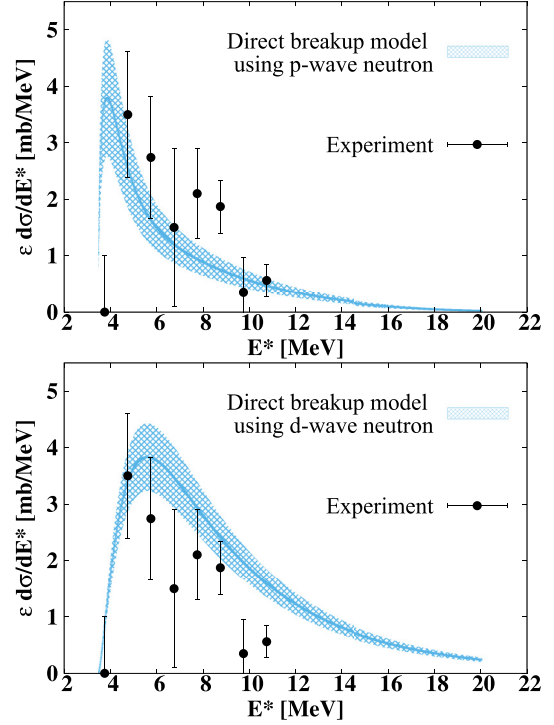 5
4
3
2
1
0
ε dσ/dE* [mb/MeV]
Direct breakup model
using p-wave neutron
Experiment
2 4 6 8 10 12 14 16 18 20 22
E* [MeV]
5
4
3
2
1
0
ε dσ/dE* [mb/MeV]
Direct breakup model
using d-wave neutron
Experiment
2 4 6 8 10 12 14 16 18 20 22
E* [MeV]